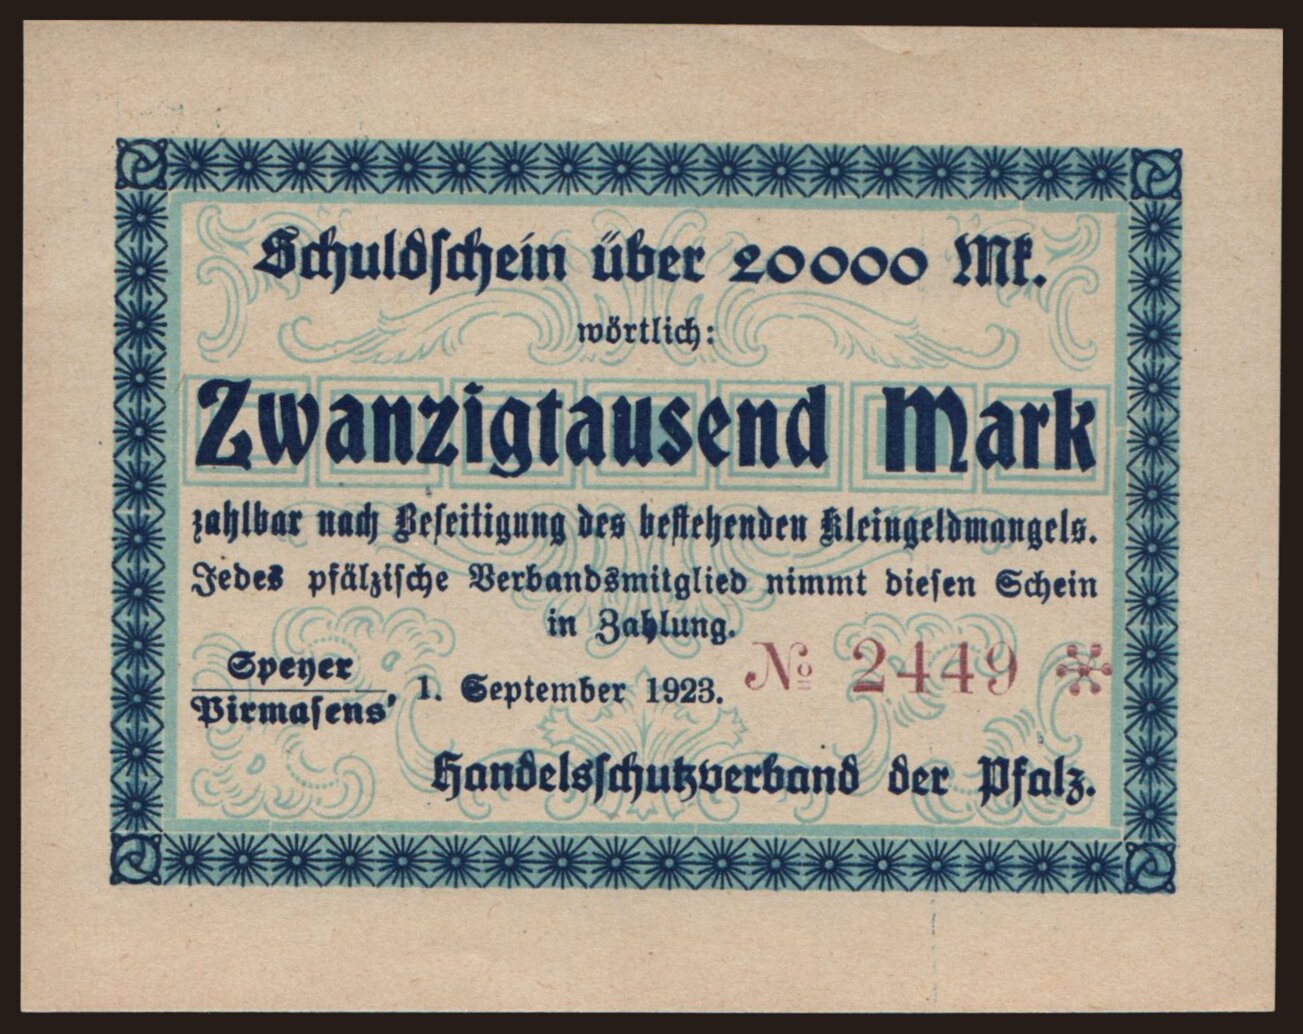 Schuldschein über 20000 Mk.
wörtlich:
Zwanzigtausend Mark
zahlbar nach Beseitigung des bestehenden Kleingeldmangels.
Jedes pfälzische Verbandsmitglied nimmt diesen Schein
in Zahlung.
Speyer
Pirmasens, 1. September 1923.
№ 2449
Handelsschutzverband der Pfalz.